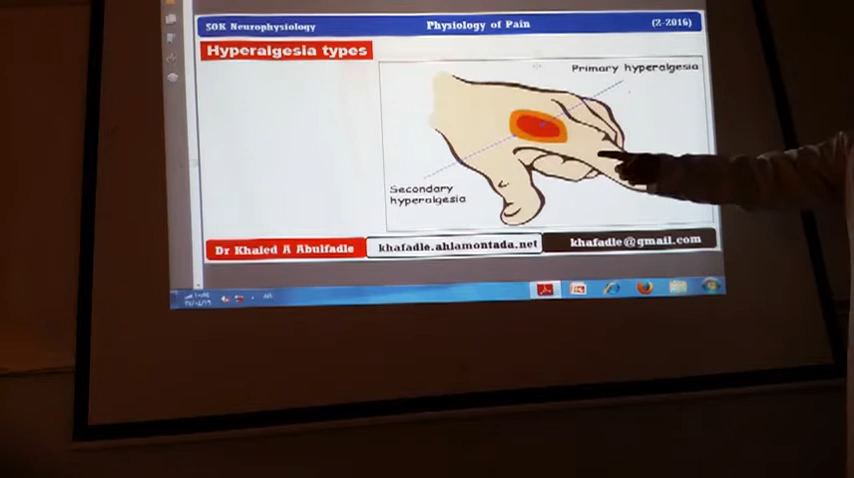 SOK Neurophysiology
Physiology of Pain
(2-2016)
Hyperalgesia types
Primary hyperalgesia
Secondary
hyperalgesia
Dr Khaled A Abulfadle
khafadle.ahlamontada.net
khafadle@gmail.com